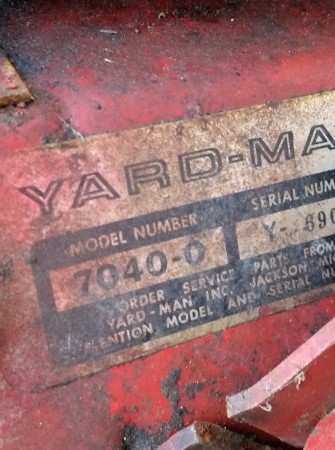 YARD-MA
MODEL NUMBER
SERIAL NUM
7040-0
Y- 690
ORDER SERVICE PARTS FROM
YARD-MAN INC. JACKSON MIC
MENTION MODEL AND SERIAL